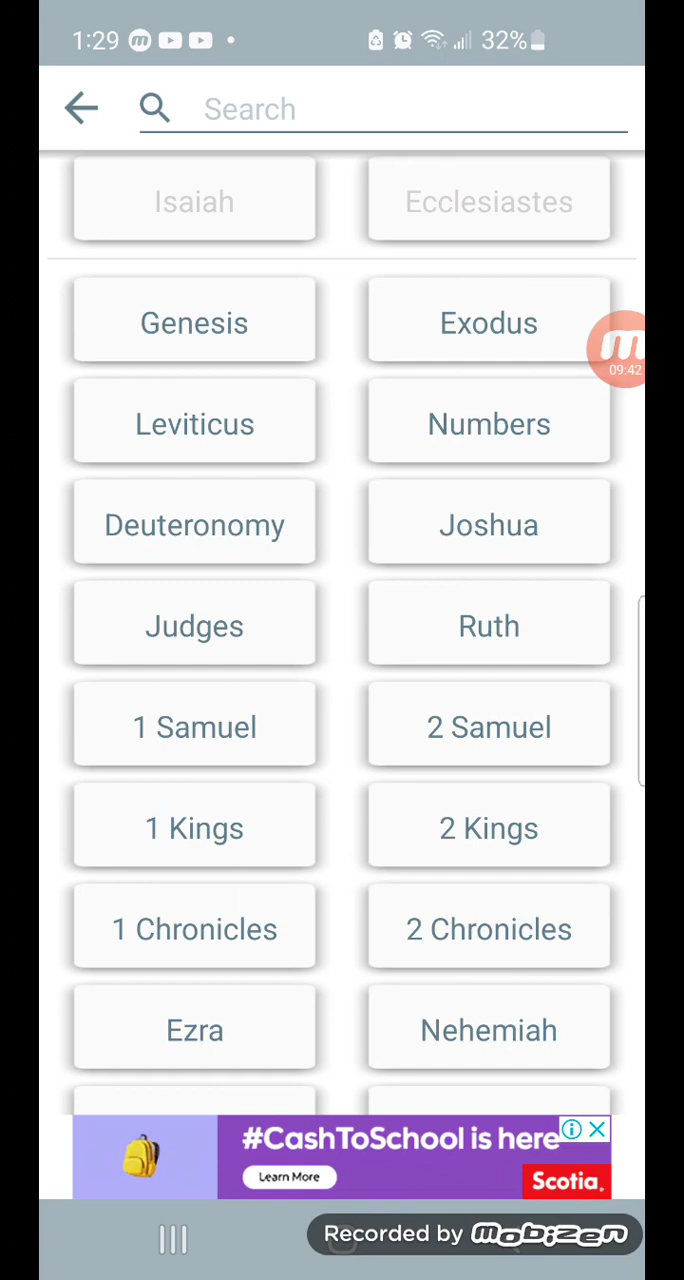 1:29
32%
Search
Isaiah Ecclesiastes
Genesis Exodus
m
09:42
Leviticus Numbers
Deuteronomy Joshua
Judges Ruth
1 Samuel 2 Samuel
1 Kings 2 Kings
1 Chronicles 2 Chronicles
Ezra Nehemiah
#CashToSchool is here
Learn More
Scotia.
Recorded by mobizen